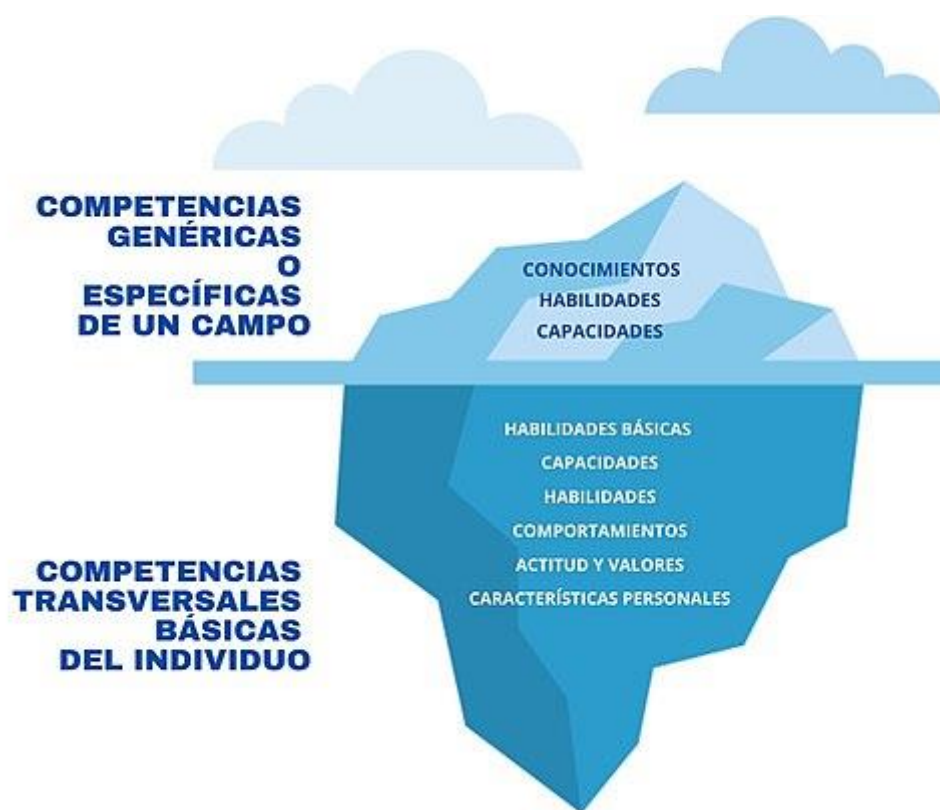 COMPETENCIAS
GENÉRICAS
O
ESPECÍFICAS
DE UN CAMPO
CONOCIMIENTOS
HABILIDADES
CAPACIDADES
HABILIDADES BÁSICAS
CAPACIDADES
HABILIDADES
COMPORTAMIENTOS
ACTITUD Y VALORES
CARACTERÍSTICAS PERSONALES
COMPETENCIAS
TRANSVERSALES
BÁSICAS
DEL INDIVIDUO